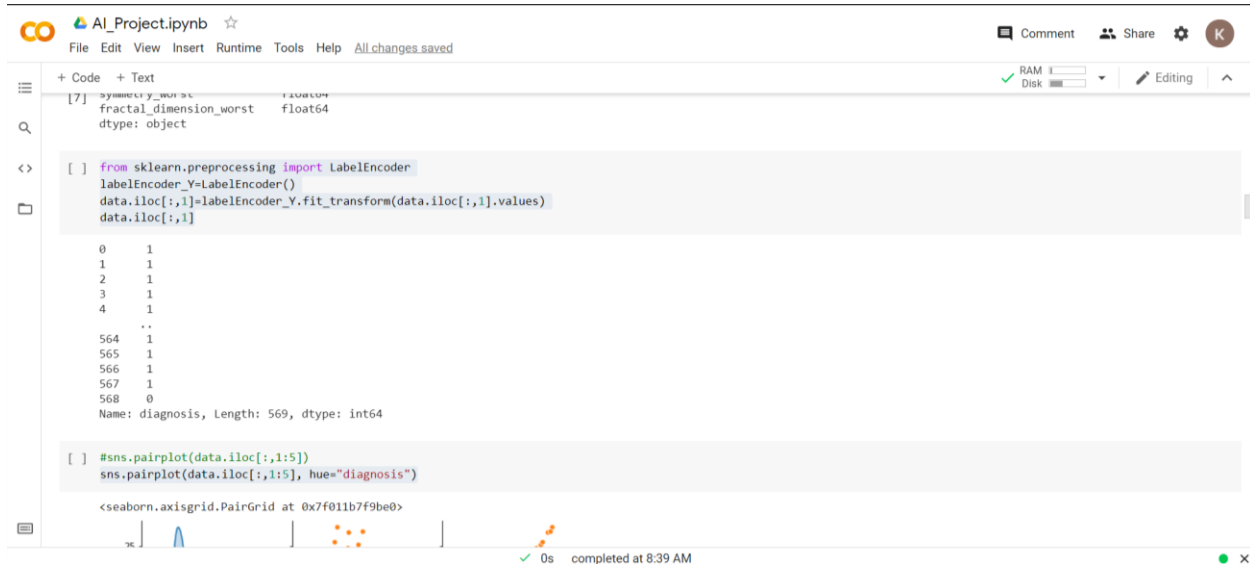 CO
AI_Project.ipynb
File Edit View Insert Runtime Tools Help All changes saved
Comment Share K
+ Code + Text
RAM
Disk
Editing
[7] symmetry_worst float64
fractal_dimension_worst float64
dtype: object
[ ] from sklearn.preprocessing import LabelEncoder
labelEncoder_Y=LabelEncoder()
data.iloc[:,1]=labelEncoder_Y.fit_transform(data.iloc[:,1].values)
data.iloc[:,1]
0 1
1 1
2 1
3 1
4 1
..
564 1
565 1
566 1
567 1
568 0
Name: diagnosis, Length: 569, dtype: int64
[ ] #sns.pairplot(data.iloc[:,1:5])
sns.pairplot(data.iloc[:,1:5], hue="diagnosis")
<seaborn.axisgrid.PairGrid at 0x7f011b7f9be0>
25
0s completed at 8:39 AM